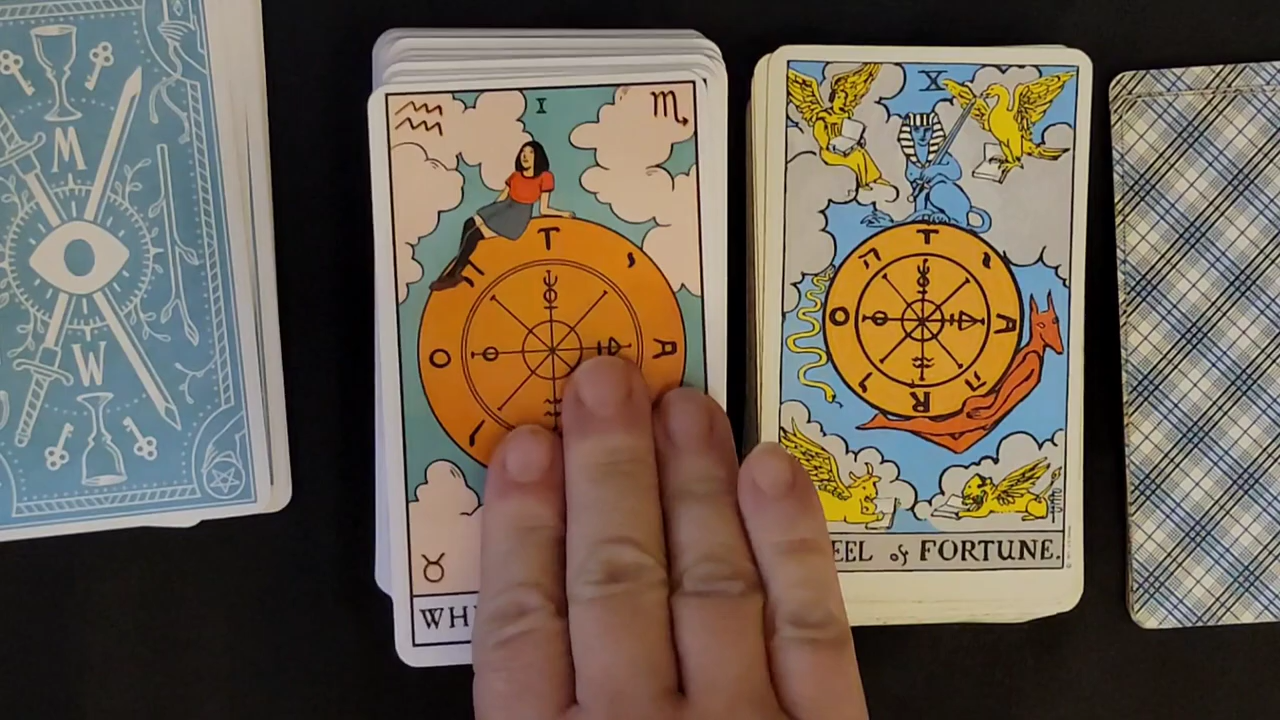 M
W
I
♒ ♏
T
י
A
O
♉
WH
X
T
ה
A
O
R
EEL of FORTUNE.